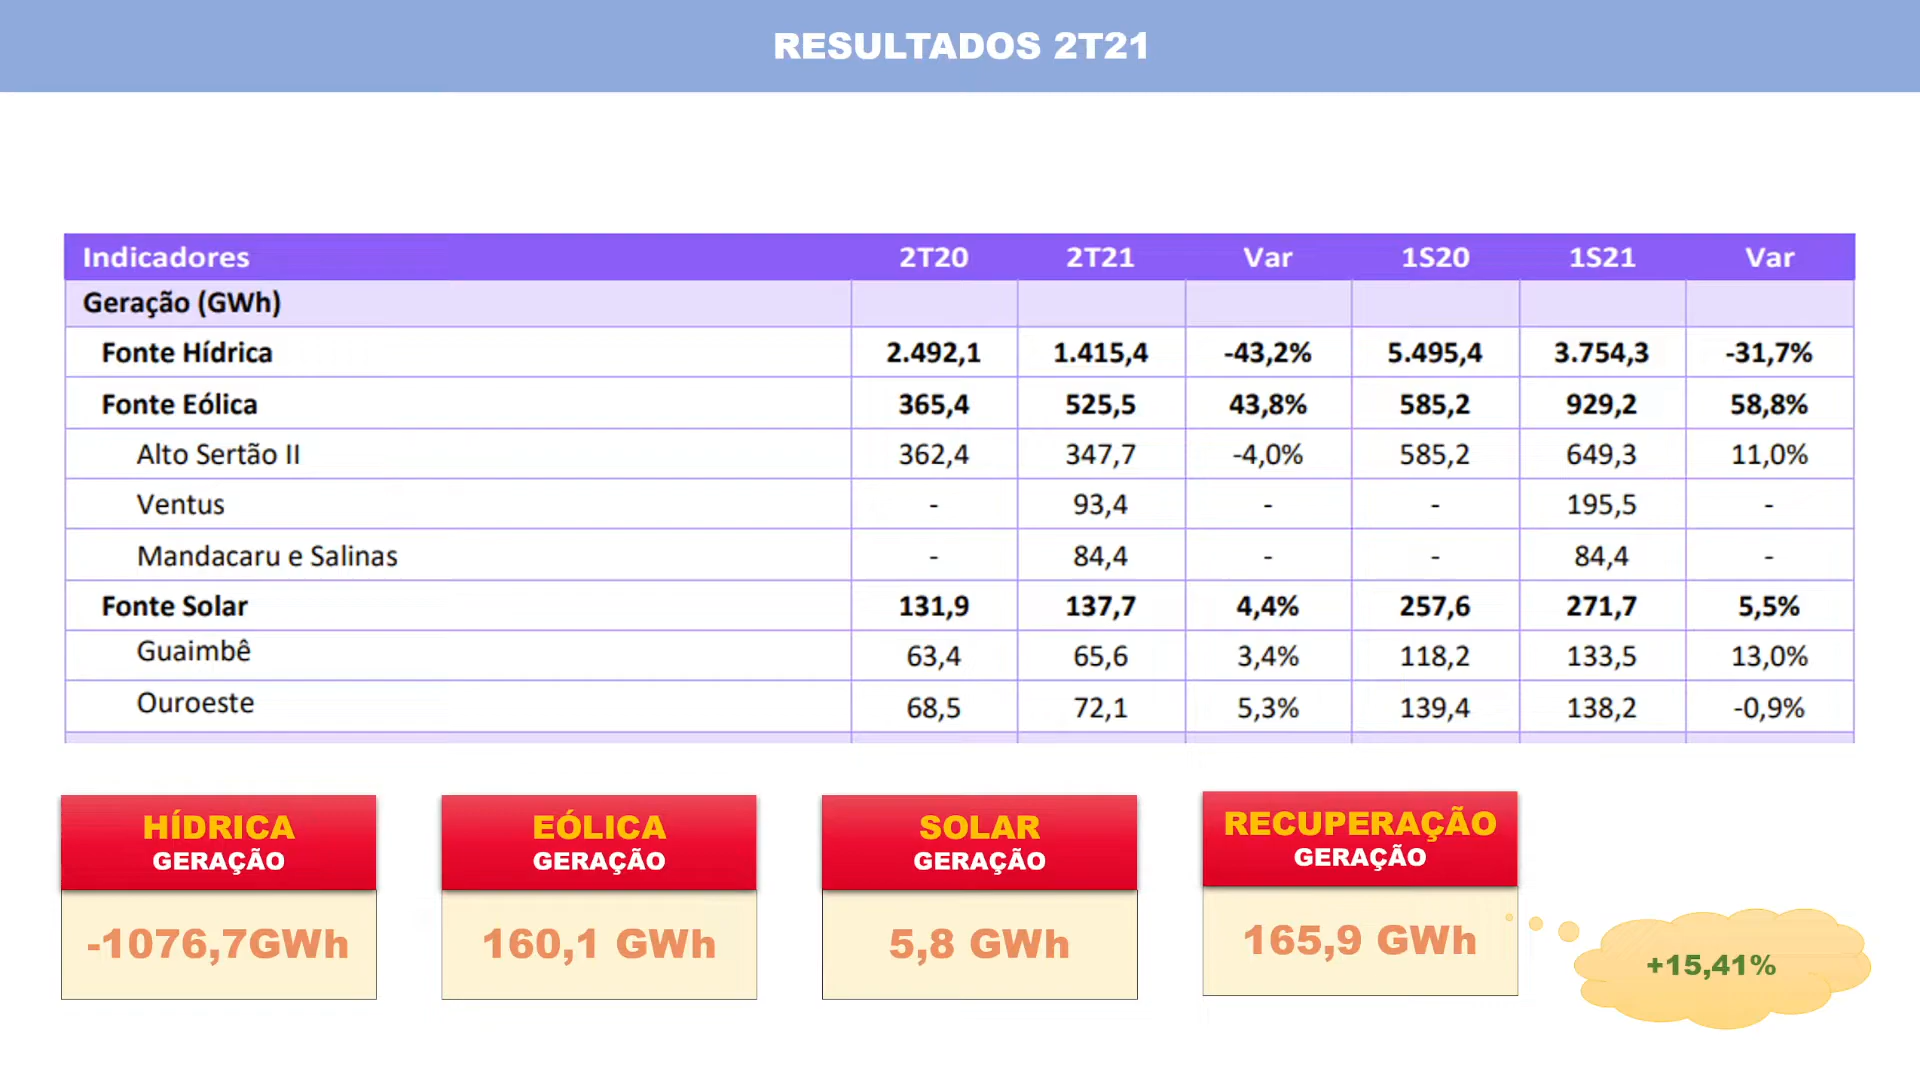 RESULTADOS 2T21
Indicadores 2T20 2T21 Var 1S20 1S21 Var
Geração (GWh)
Fonte Hídrica 2.492,1 1.415,4 -43,2% 5.495,4 3.754,3 -31,7%
Fonte Eólica 365,4 525,5 43,8% 585,2 929,2 58,8%
Alto Sertão II 362,4 347,7 -4,0% 585,2 649,3 11,0%
Ventus - 93,4 - - 195,5 -
Mandacaru e Salinas - 84,4 - - 84,4 -
Fonte Solar 131,9 137,7 4,4% 257,6 271,7 5,5%
Guaimbê 63,4 65,6 3,4% 118,2 133,5 13,0%
Ouroeste 68,5 72,1 5,3% 139,4 138,2 -0,9%
HÍDRICA
GERAÇÃO
-1076,7GWh
EÓLICA
GERAÇÃO
160,1 GWh
SOLAR
GERAÇÃO
5,8 GWh
RECUPERAÇÃO
GERAÇÃO
165,9 GWh
+15,41%